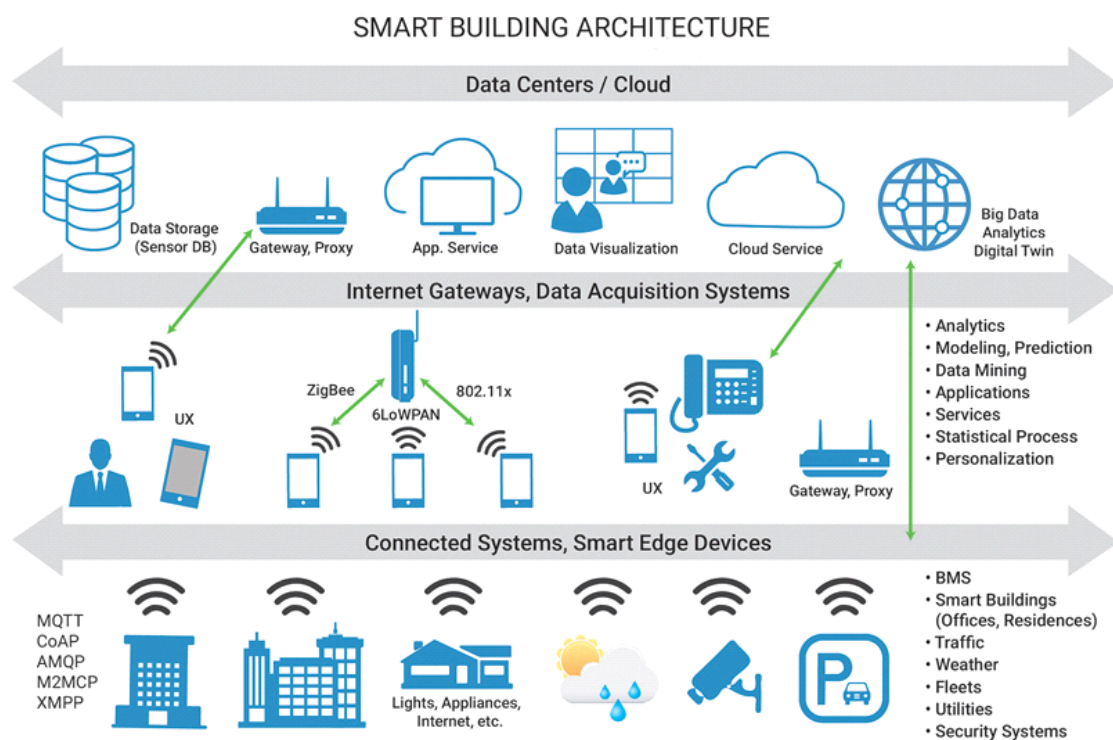 SMART BUILDING ARCHITECTURE
Data Centers / Cloud
Data Storage
(Sensor DB)
Gateway, Proxy
App. Service
Data Visualization
Cloud Service
Big Data
Analytics
Digital Twin
Internet Gateways, Data Acquisition Systems
UX
ZigBee
802.11x
6LoWPAN
UX
Gateway, Proxy
• Analytics
• Modeling, Prediction
• Data Mining
• Applications
• Services
• Statistical Process
• Personalization
Connected Systems, Smart Edge Devices
MQTT
CoAP
AMQP
M2MCP
XMPP
Lights, Appliances,
Internet, etc.
P
• BMS
• Smart Buildings
(Offices, Residences)
• Traffic
• Weather
• Fleets
• Utilities
• Security Systems